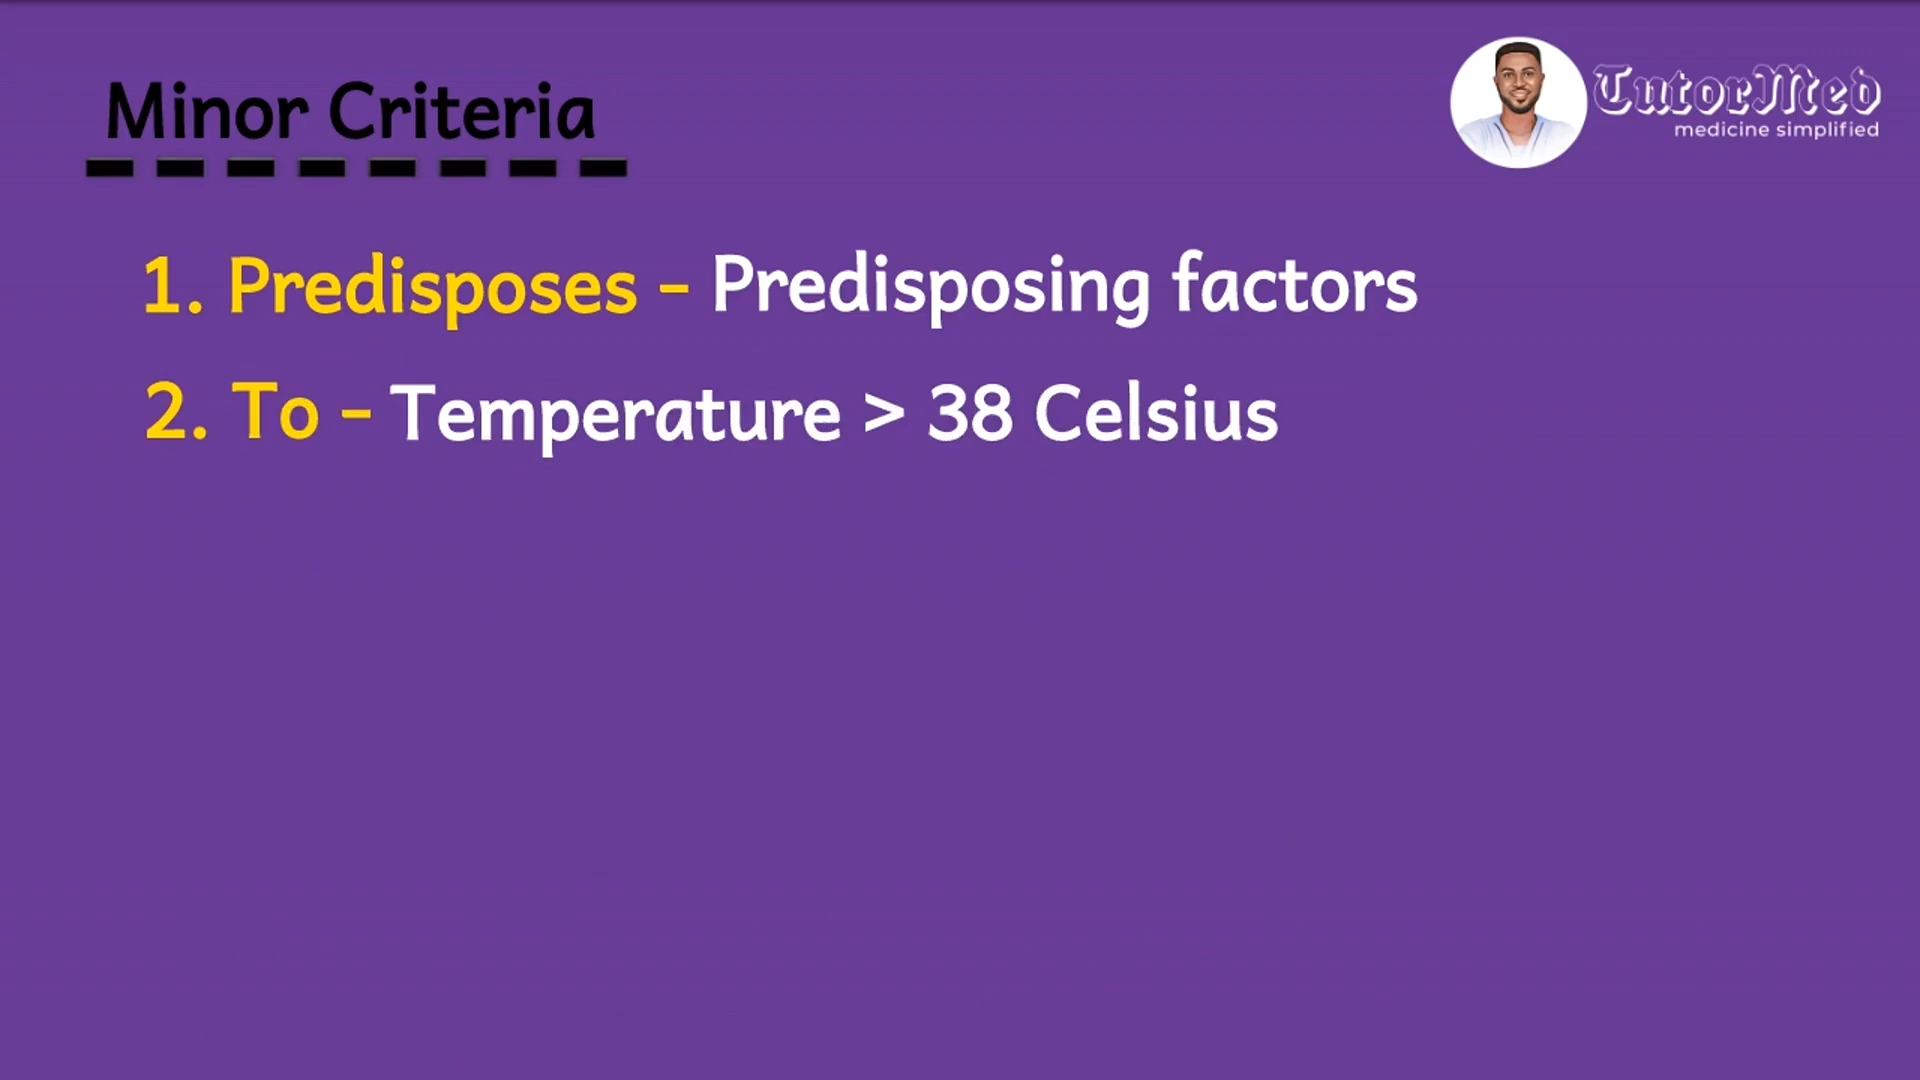 Minor Criteria
TutorMed
medicine simplified
1. Predisposes - Predisposing factors
2. To - Temperature > 38 Celsius